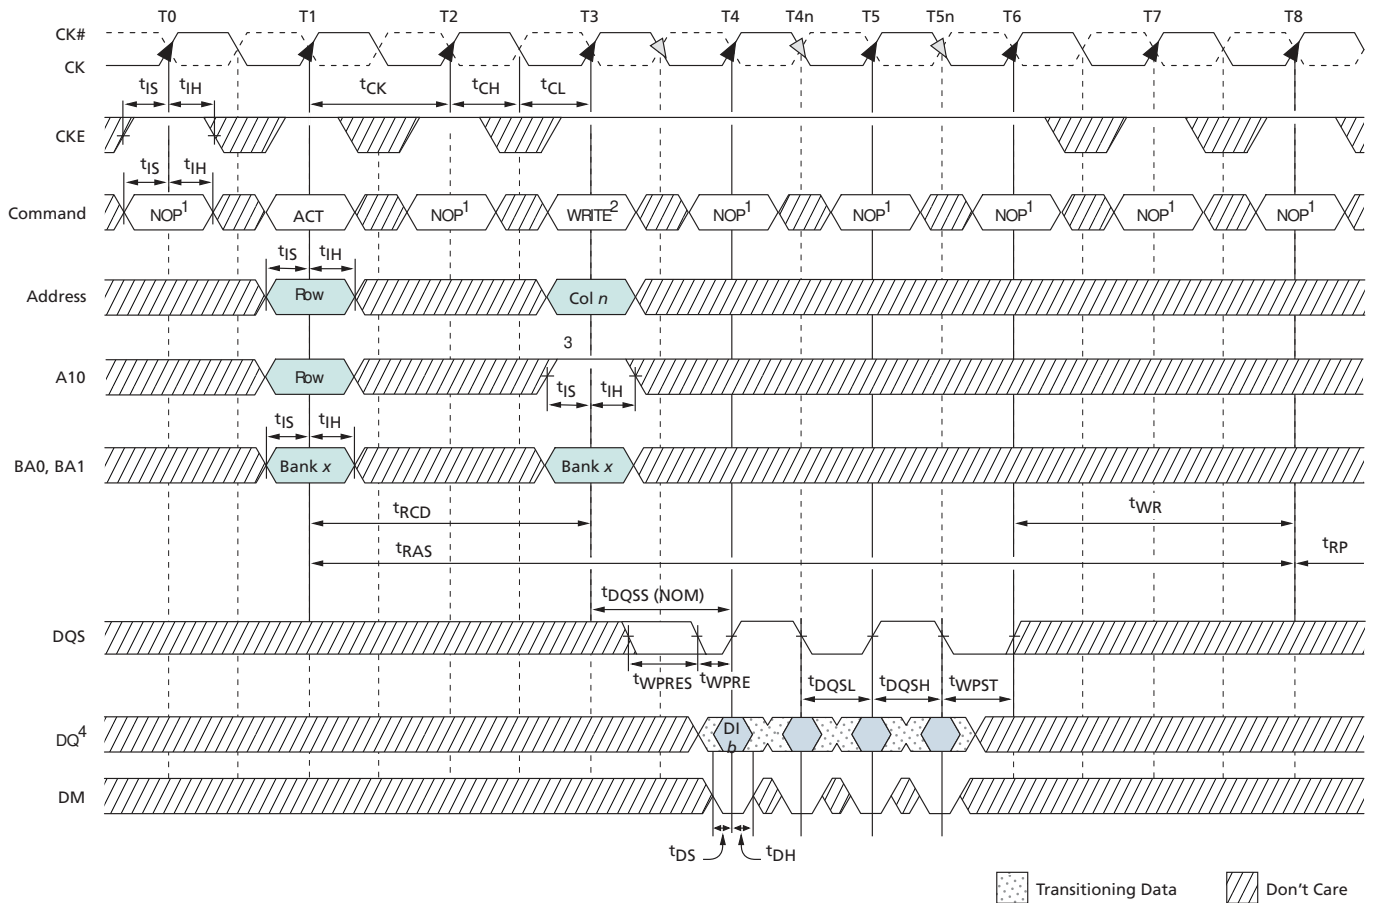 T0 T1 T2 T3 T4 T4n T5 T5n T6 T7 T8
CK#
CK
tIS tIH tCK tCH tCL
CKE
tIS tIH
Command NOP1 ACT NOP1 WRITE2 NOP1 NOP1 NOP1 NOP1 NOP1
tIS tIH
Address Row Col n
3
A10 Row
tIS tIH
tIS tIH
BA0, BA1 Bank x Bank x
tRCD tWR
tRAS tRP
tDQSS (NOM)
DQS
tWPRES tWPRE tDQSL tDQSH tWPST
DQ4 DI
b
DM
tDS tDH
Transitioning Data Don't Care